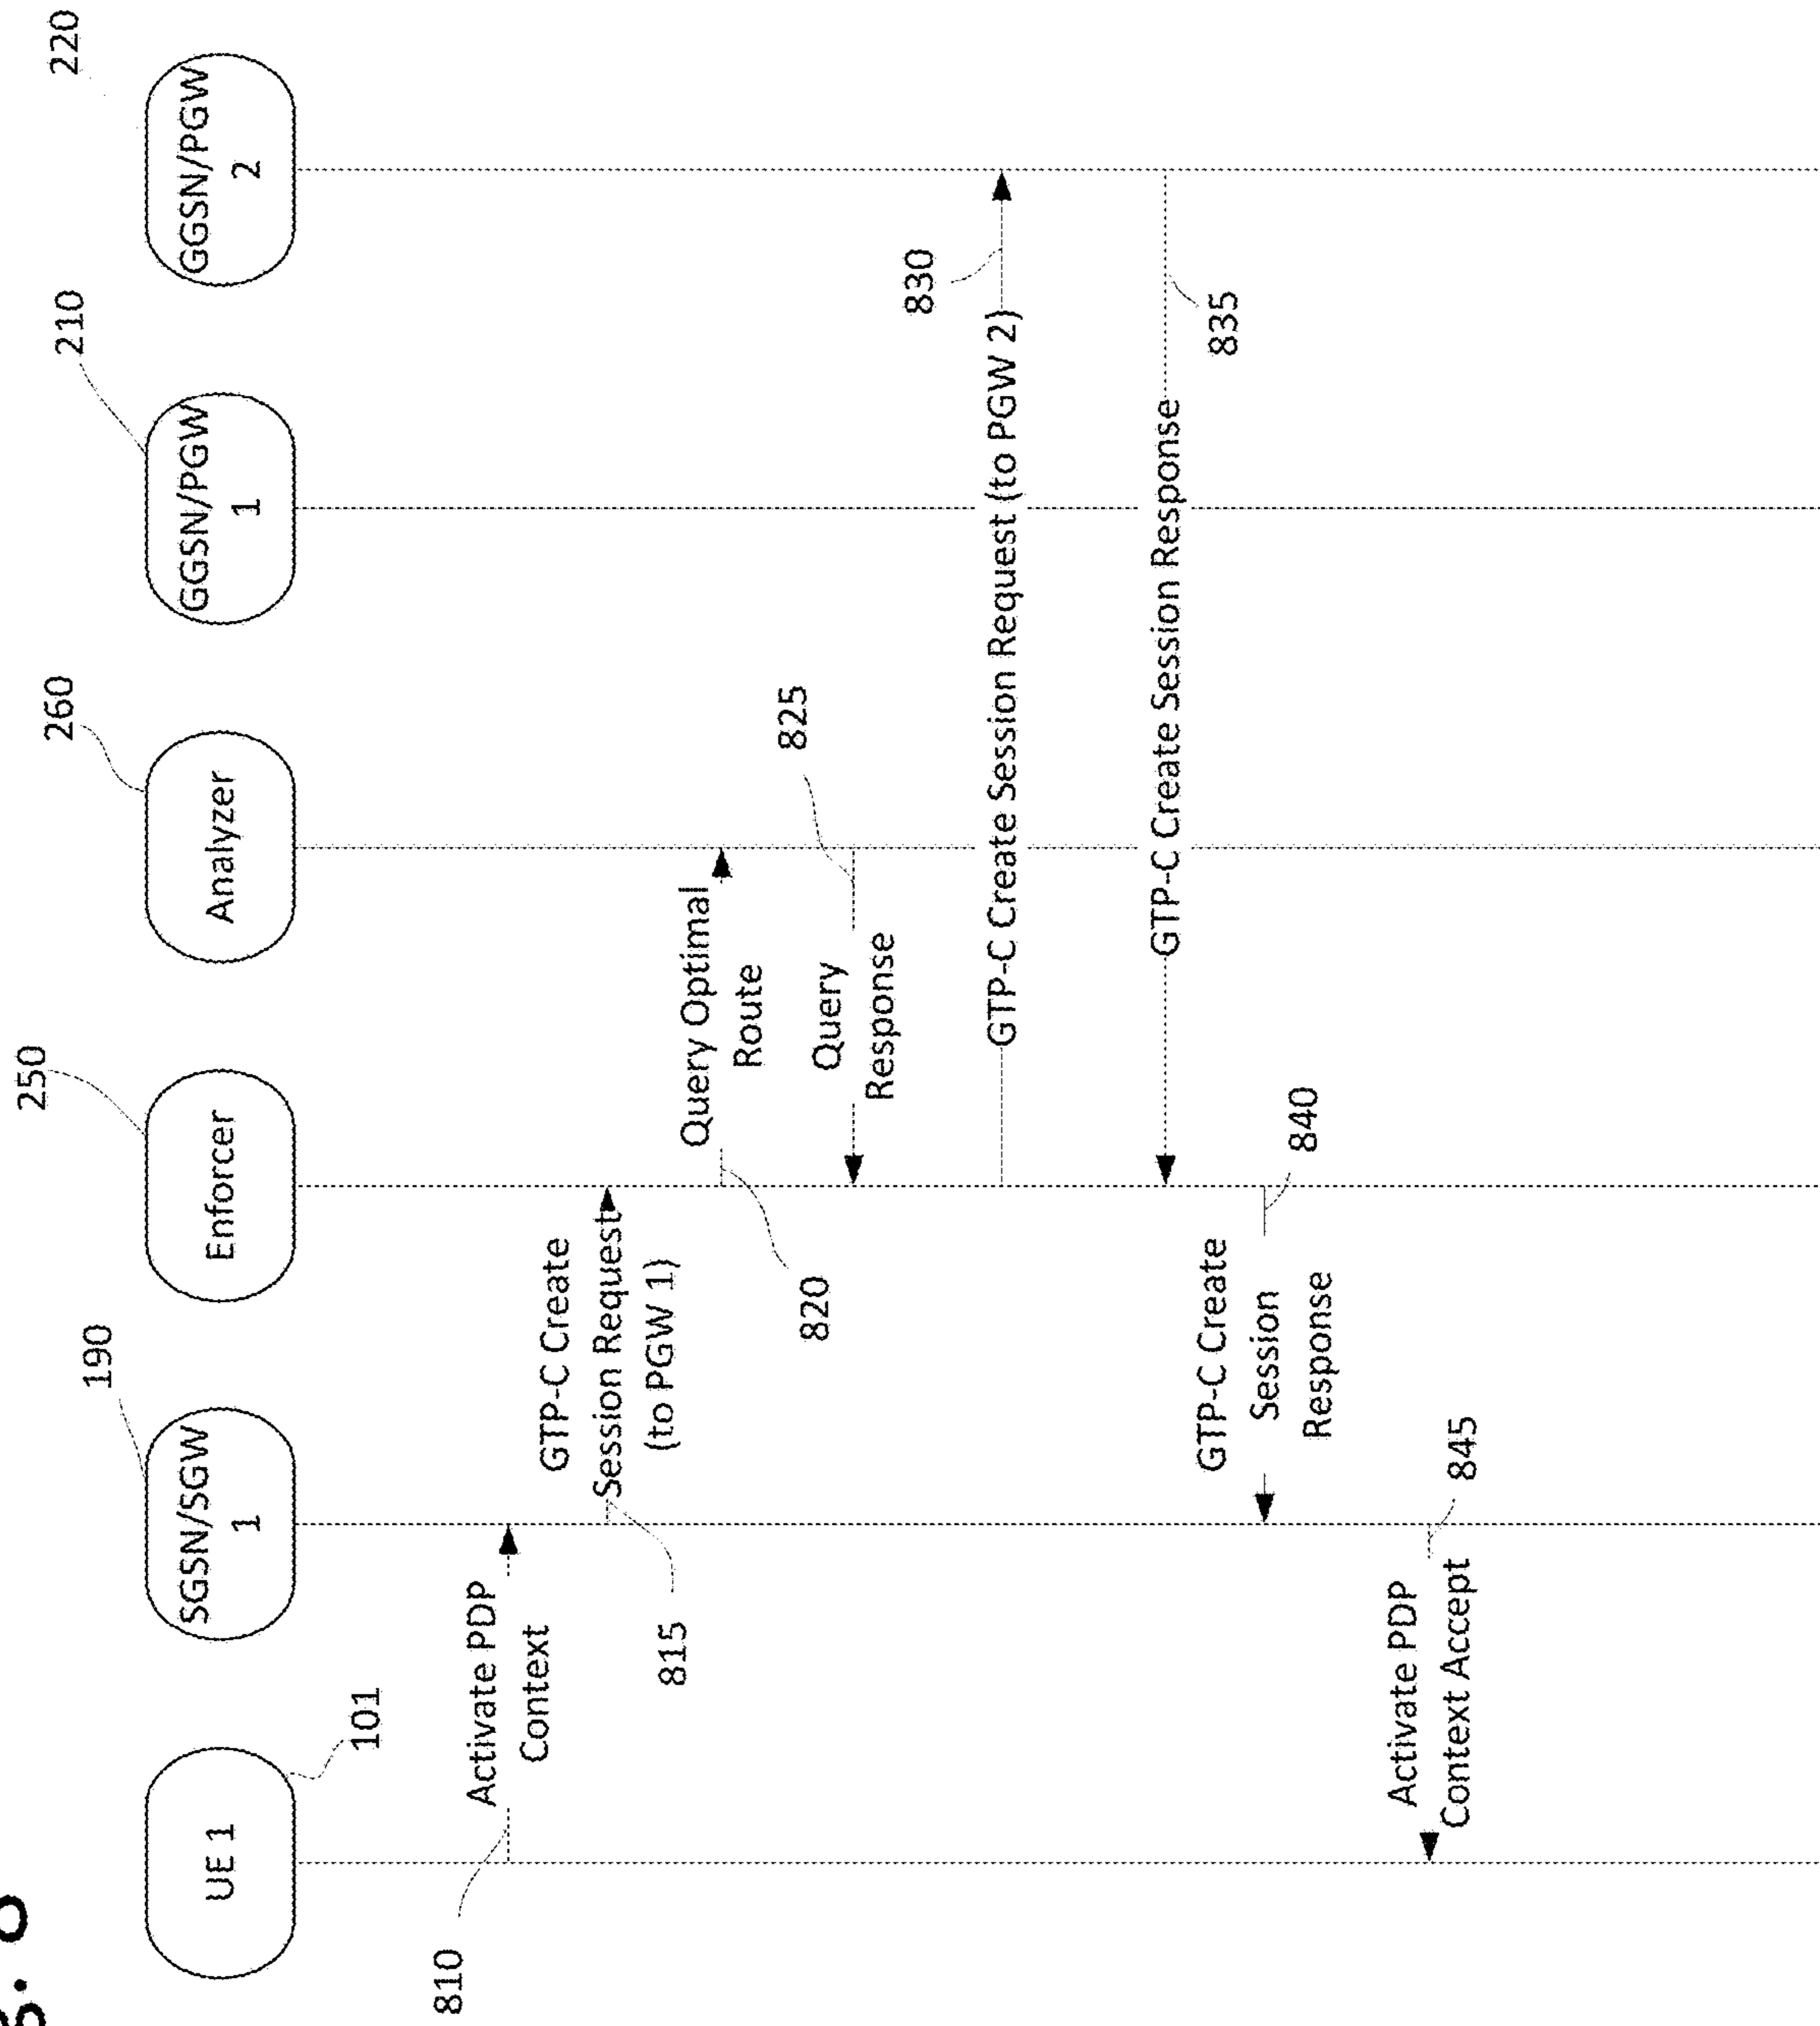 UE 1
101
SGSN/SGW
1
190
Enforcer
250
Analyzer
260
GGSN/PGW
1
210
GGSN/PGW
2
220
810
Activate PDP
Context
GTP-C Create
Session Request
(to PGW 1)
815
Query Optimal
Route
820
825
Query
Response
830
GTP-C Create Session Request (to PGW 2)
GTP-C Create Session Response
835
GTP-C Create
Session
Response
840
Activate PDP
Context Accept
845